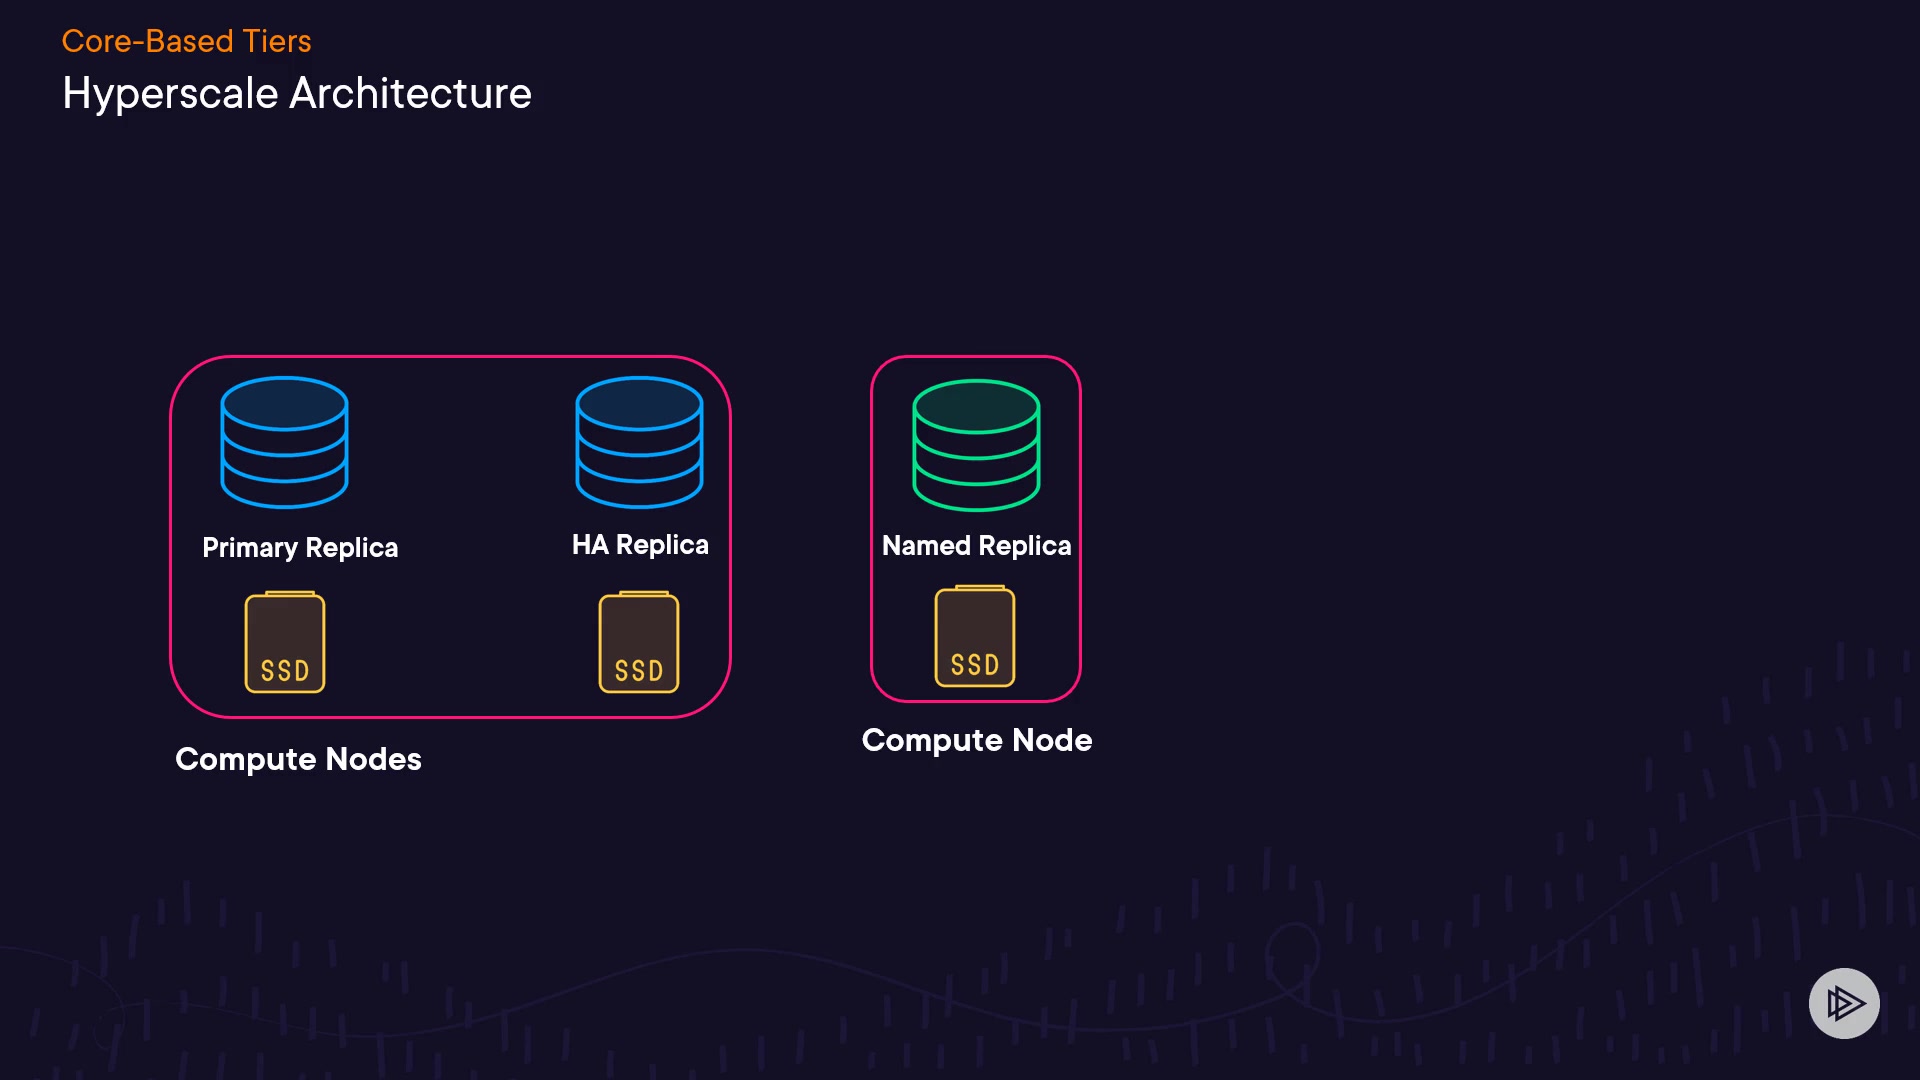 Core-Based Tiers
Hyperscale Architecture
Primary Replica
HA Replica
Named Replica
SSD
SSD
SSD
Compute Nodes
Compute Node